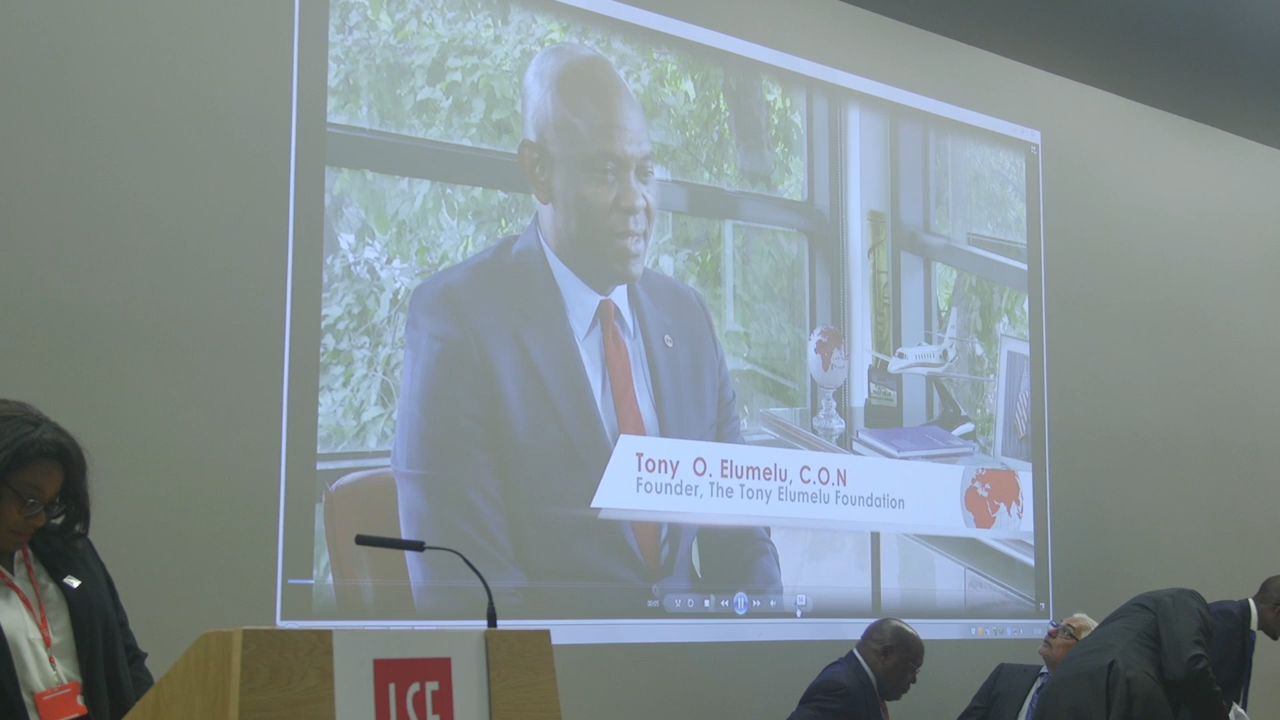 Tony O. Elumelu, C.O.N
Founder, The Tony Elumelu Foundation
LSE